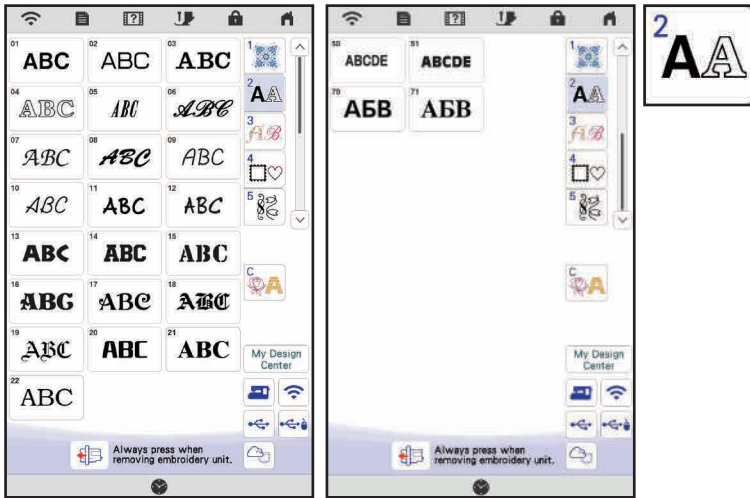 01 ABC 02 ABC 03 ABC
04 ABC 05 ABC 06 ABC
07 ABC 08 ABC 09 ABC
10 ABC 11 ABC 12 ABC
13 ABC 14 ABC 15 ABC
16 ABC 17 ABC 18 ABC
19 ABC 20 ABC 21 ABC
22 ABC
1
2 AA
3 AB
4
5
C A
My Design
Center
Always press when
removing embroidery unit.
50 ABCDE 51 ABCDE
70 АБВ 71 АБВ
1
2 AA
3 AB
4
5
C A
My Design
Center
Always press when
removing embroidery unit.
2
AA